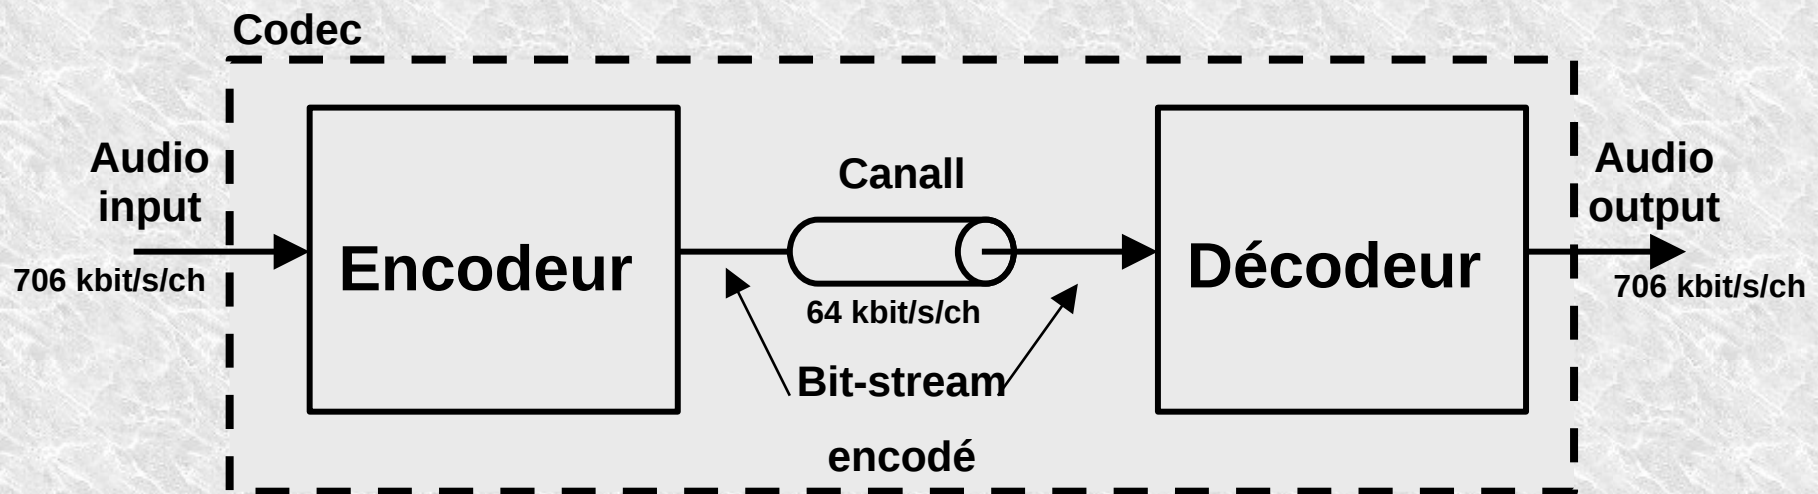 Codec
Audio
input
706 kbit/s/ch
Encodeur
Canall
64 kbit/s/ch
Bit-stream
encodé
Décodeur
Audio
output
706 kbit/s/ch